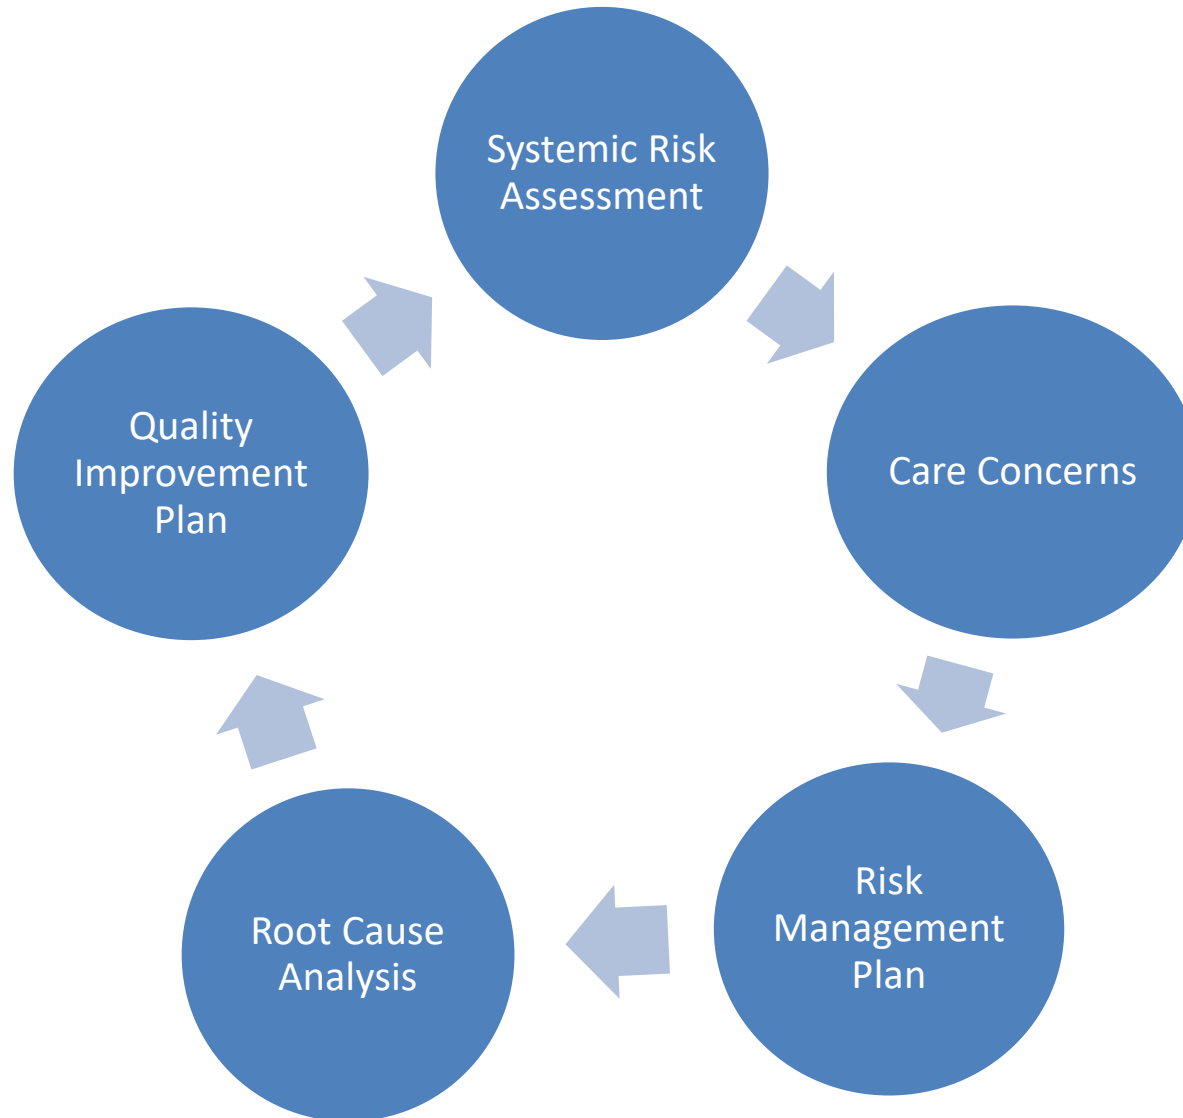 Systemic Risk
Assessment
Care Concerns
Risk
Management
Plan
Root Cause
Analysis
Quality
Improvement
Plan